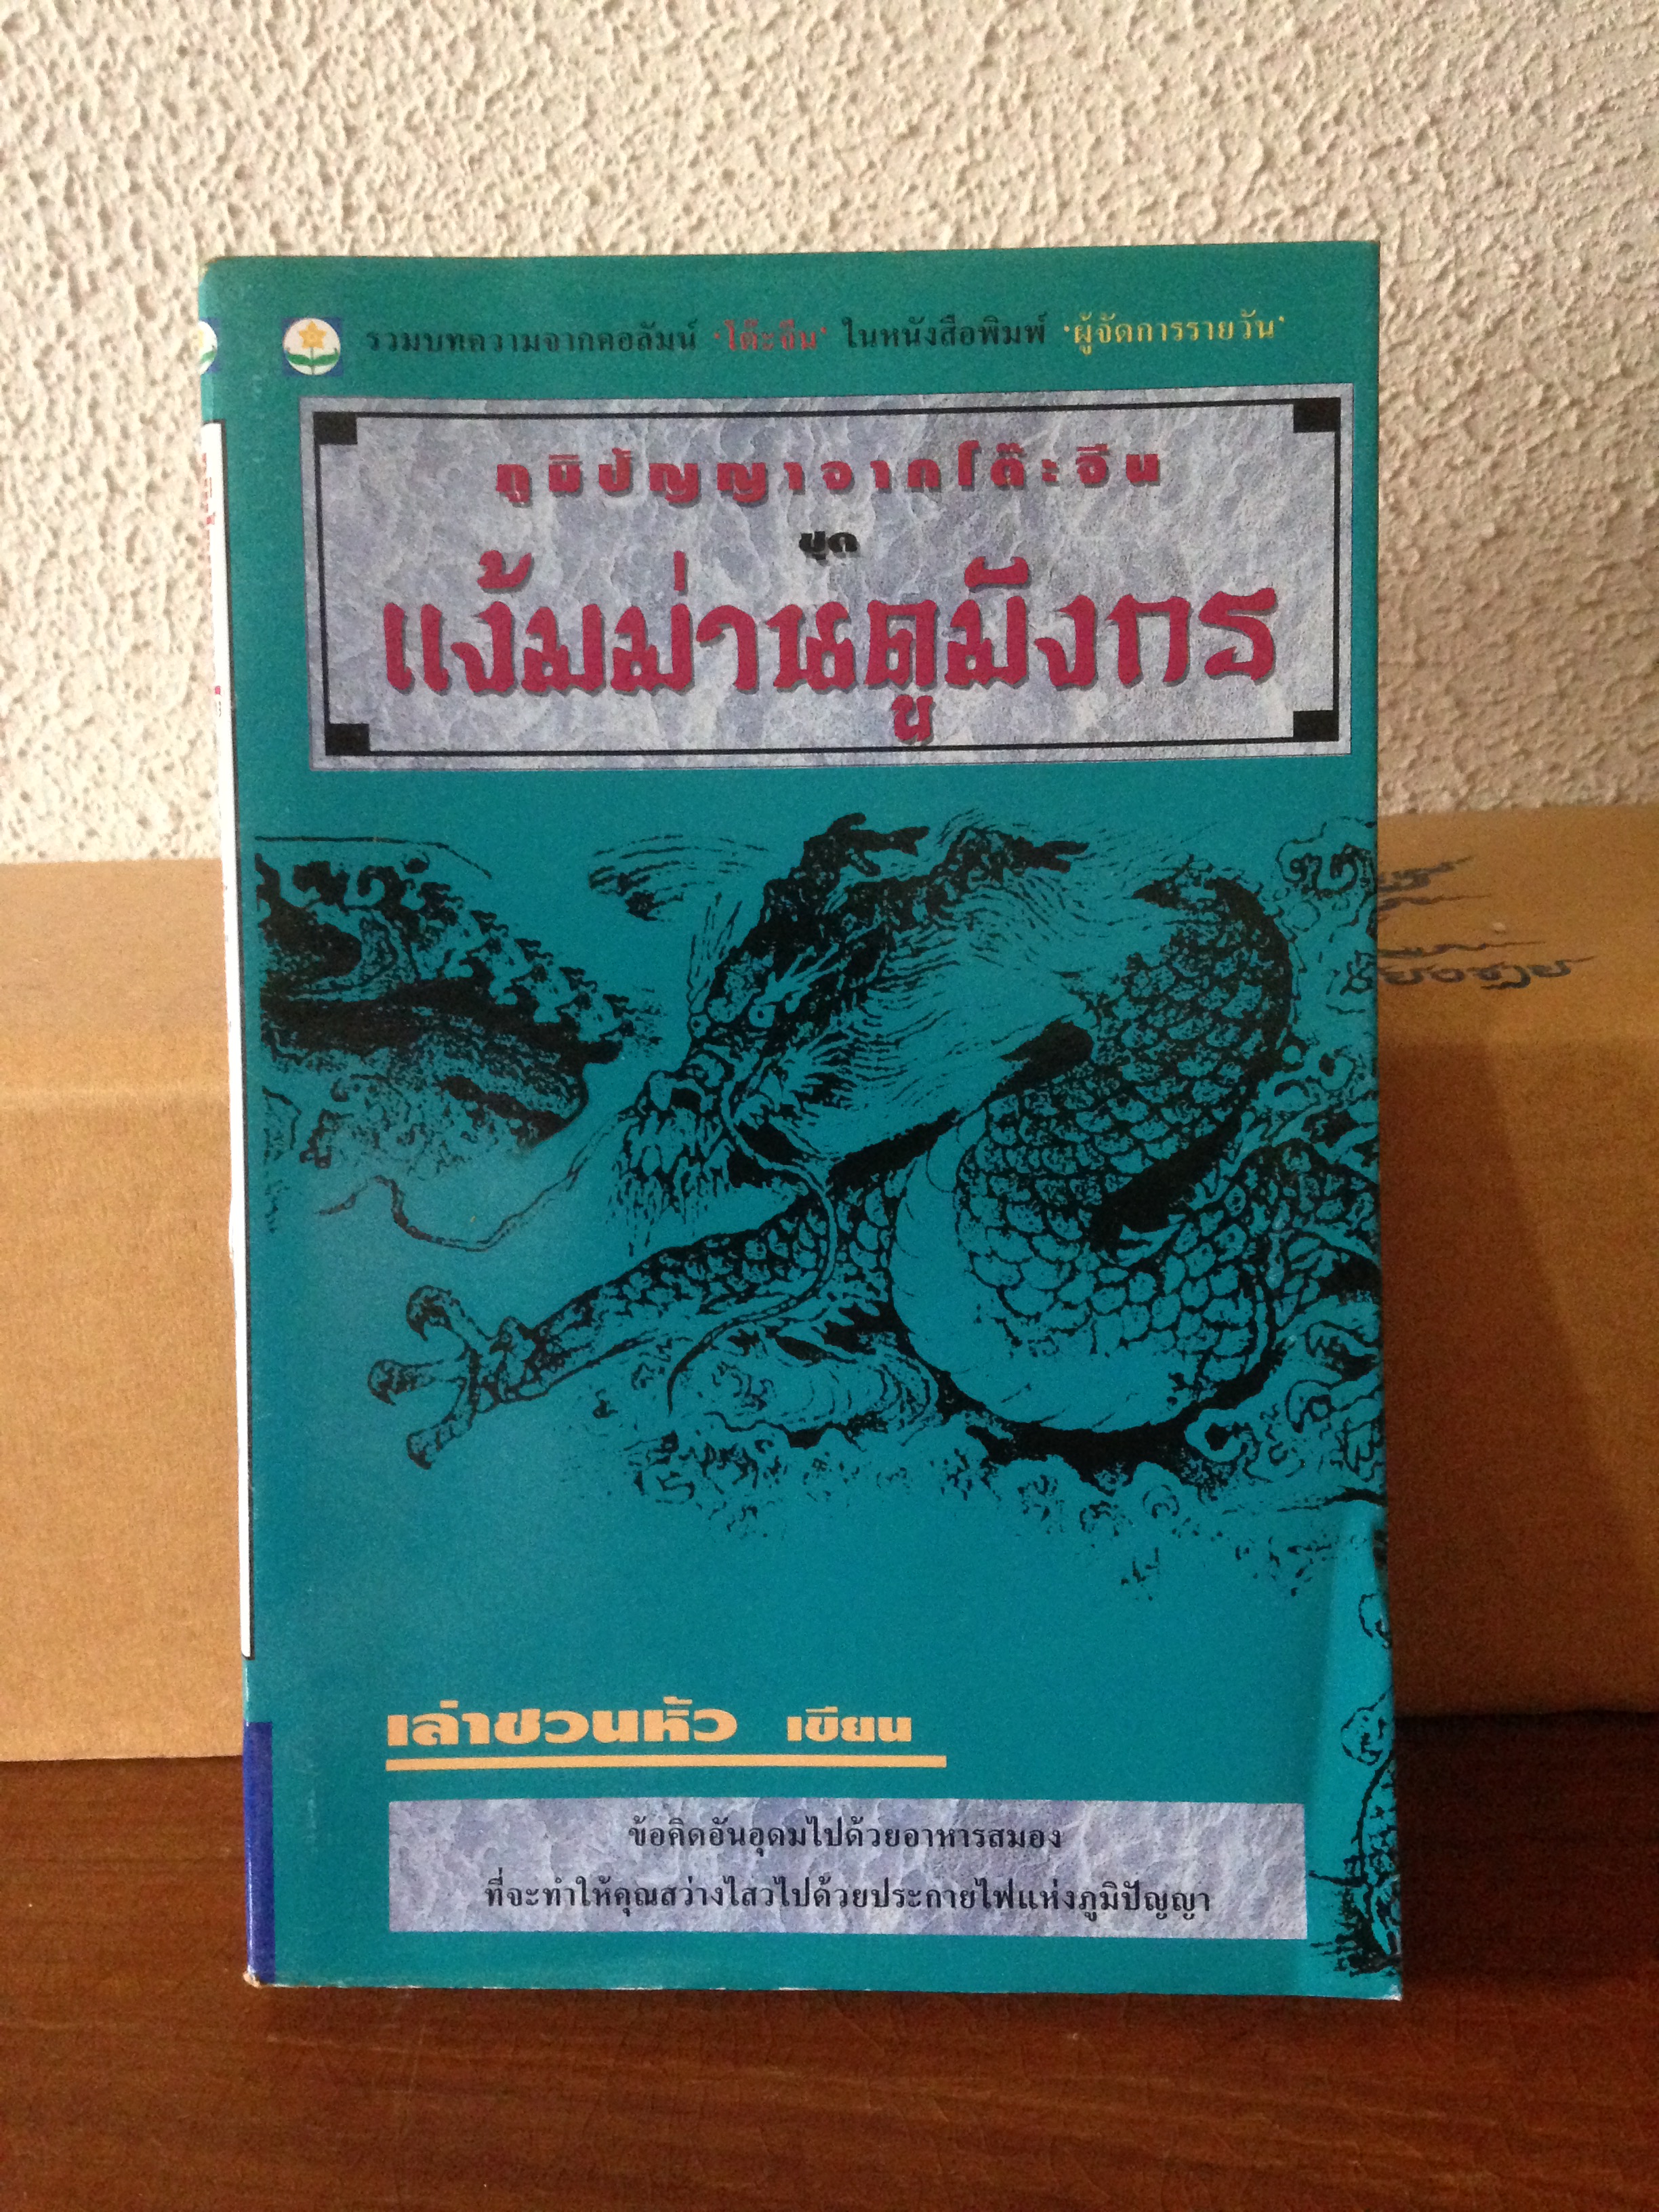 รวมบทความจากคอลัมน์ 'โต๊ะจีน' ในหนังสือพิมพ์ 'ผู้จัดการรายวัน'
ภูมิปัญญาจากโต๊ะจีน
ชุด
แง้มม่านดูมังกร
เล่าชวนหัว เขียน
ข้อคิดอันอุดมไปด้วยอาหารสมอง
ที่จะทำให้คุณสว่างไสวไปด้วยประกายไฟแห่งภูมิปัญญา